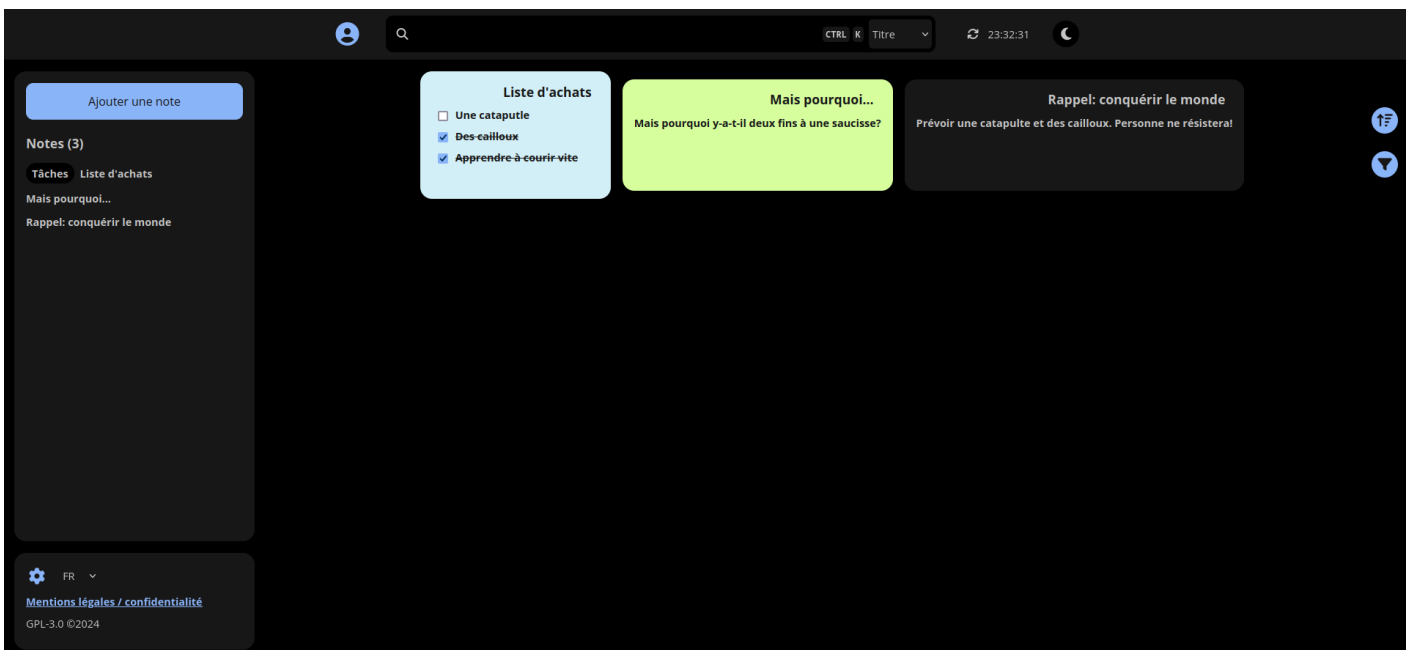 CTRL K Titre 23:32:31
Ajouter une note
Notes (3)
Tâches Liste d'achats
Mais pourquoi...
Rappel: conquérir le monde
Liste d'achats
Une cataputle
Des cailloux
Apprendre à courir vite
Mais pourquoi...
Mais pourquoi y-a-t-il deux fins à une saucisse?
Rappel: conquérir le monde
Prévoir une catapulte et des cailloux. Personne ne résistera!
FR
Mentions légales / confidentialité
GPL-3.0 ©2024